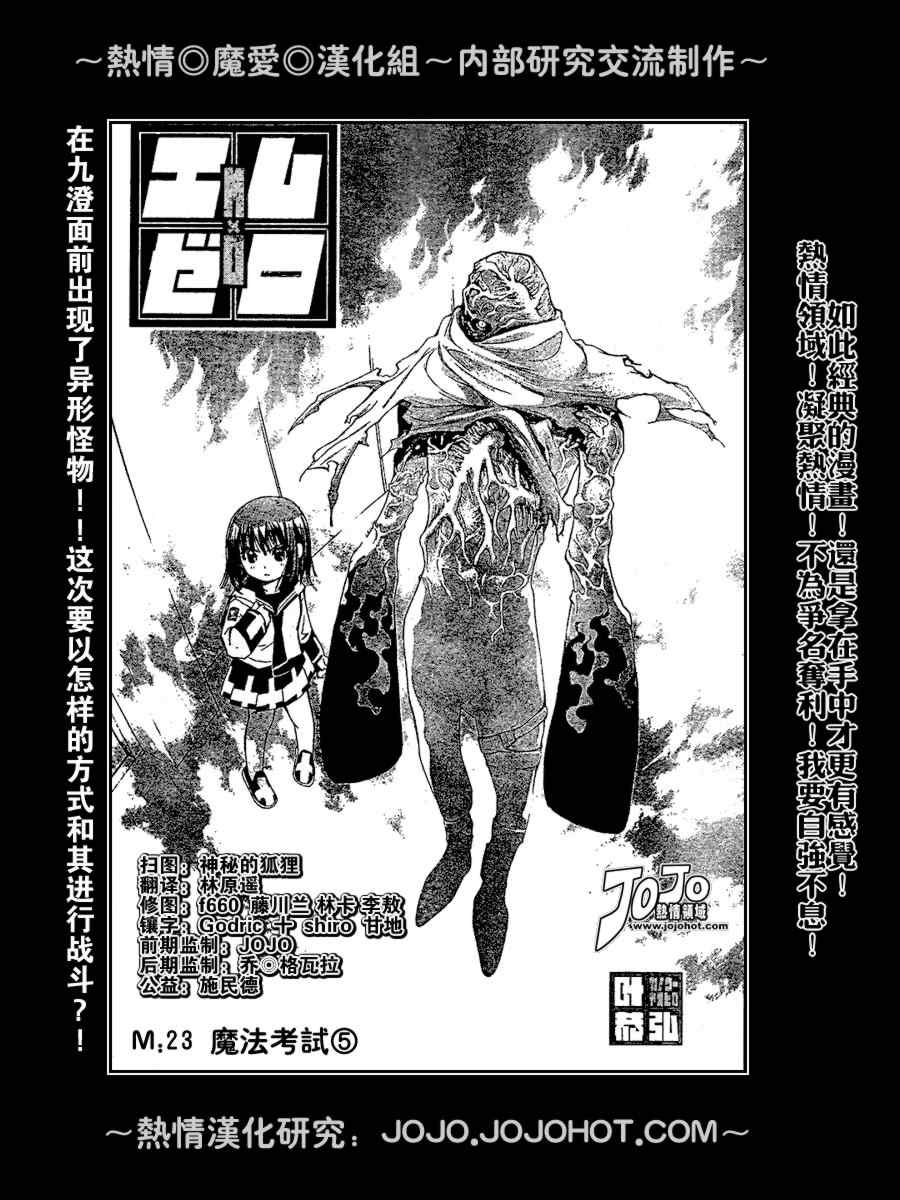 ～熱情◎魔愛◎漢化組～内部研究交流制作～
エム
ゼロ
M×0
如此經典的漫畫！還是拿在手中才更有感覺！
熱情領域！凝聚熱情！不為爭名奪利！我要自強不息！
在九澄面前出现了异形怪物！！这次要以怎样的方式和其进行战斗？！
扫图：神秘的狐狸
翻译：林原遥
修图：f660 藤川兰 林卡 李敖
镶字：Godric 十 shiro 甘地
前期监制：JOJO
后期监制：乔◎格瓦拉
公益：施民德
JOJO
熱情領域
www.jojohot.com
叶恭弘
M:23 魔法考試⑤
～熱情漢化研究：JOJO.JOJOHOT.COM～